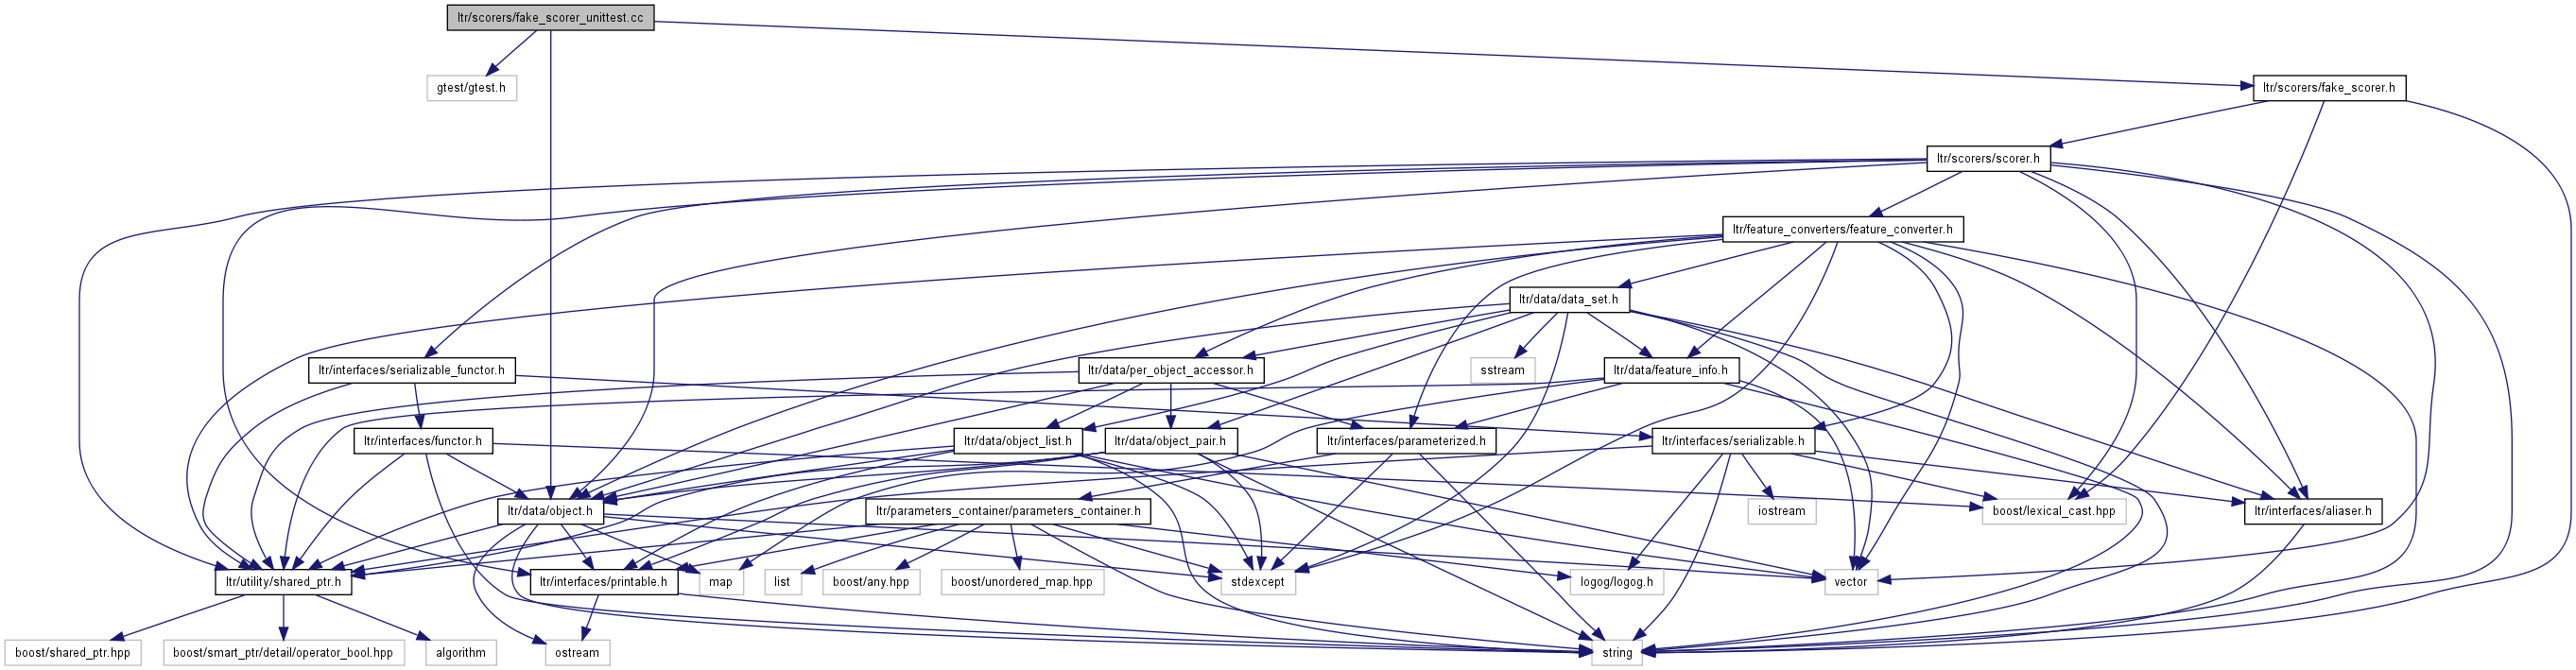 ltr/scorers/fake_scorer_unittest.cc
gtest/gtest.h
ltr/scorers/fake_scorer.h
ltr/scorers/scorer.h
ltr/feature_converters/feature_converter.h
ltr/data/data_set.h
ltr/interfaces/serializable_functor.h
ltr/data/per_object_accessor.h
sstream
ltr/data/feature_info.h
ltr/interfaces/functor.h
ltr/data/object_list.h
ltr/data/object_pair.h
ltr/interfaces/parameterized.h
ltr/interfaces/serializable.h
ltr/data/object.h
ltr/parameters_container/parameters_container.h
iostream
boost/lexical_cast.hpp
ltr/interfaces/aliaser.h
ltr/utility/shared_ptr.h
ltr/interfaces/printable.h
map
list
boost/any.hpp
boost/unordered_map.hpp
stdexcept
logog/logog.h
vector
boost/shared_ptr.hpp
boost/smart_ptr/detail/operator_bool.hpp
algorithm
ostream
string